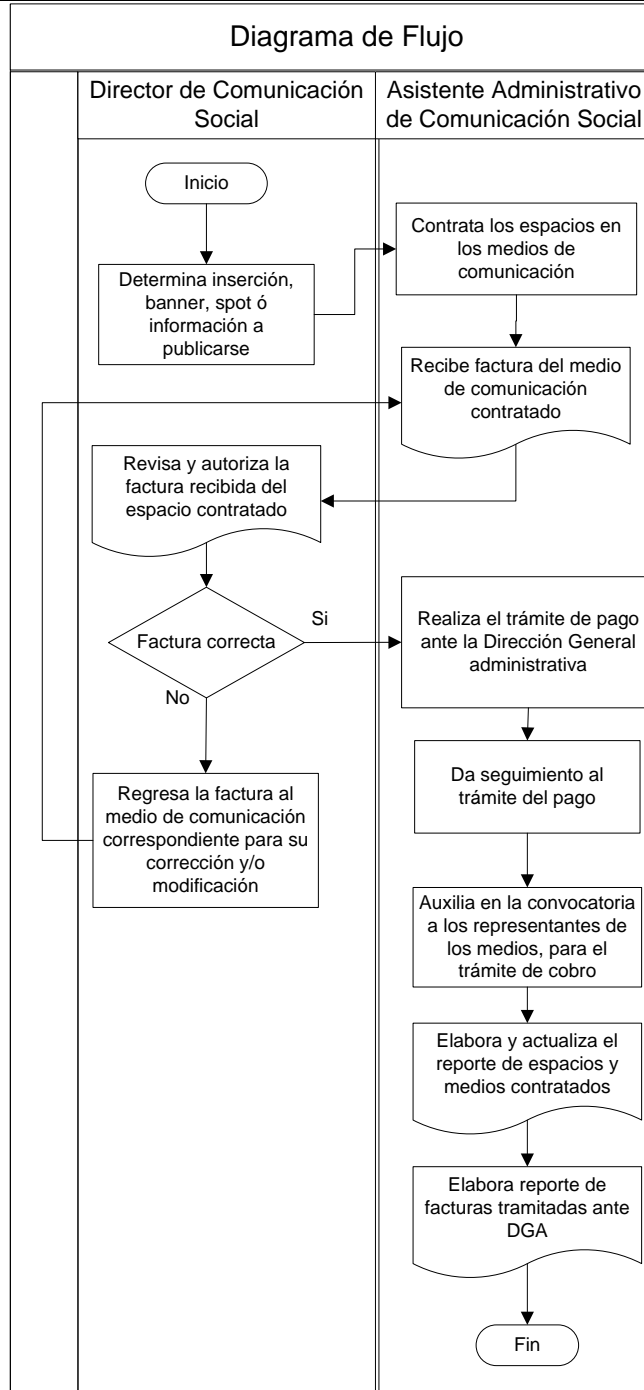 Diagrama de Flujo
Director de Comunicación
Social
Asistente Administrativo
de Comunicación Social
Inicio
Contrata los espacios en
los medios de
comunicación
Determina inserción,
banner, spot ó
información a
publicarse
Recibe factura del medio
de comunicación
contratado
Revisa y autoriza la
factura recibida del
espacio contratado
Factura correcta
Si
No
Realiza el trámite de pago
ante la Dirección General
administrativa
Da seguimiento al
trámite del pago
Regresa la factura al
medio de comunicación
correspondiente para su
corrección y/o
modificación
Auxilia en la convocatoria
a los representantes de
los medios, para el
trámite de cobro
Elabora y actualiza el
reporte de espacios y
medios contratados
Elabora reporte de
facturas tramitadas ante
DGA
Fin